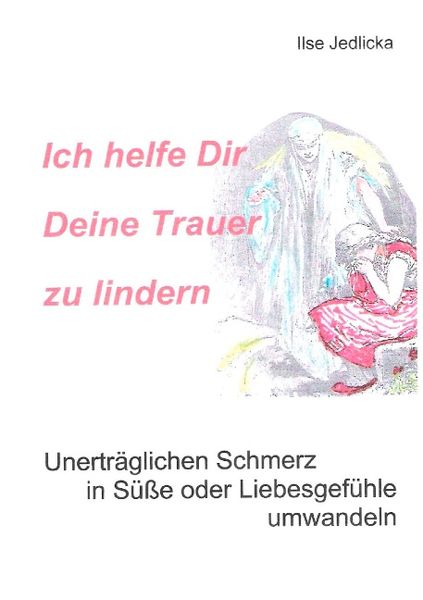 Ilse Jedlicka
Ich helfe Dir
Deine Trauer
zu lindern
Unerträglichen Schmerz
in Süße oder Liebesgefühle
umwandeln